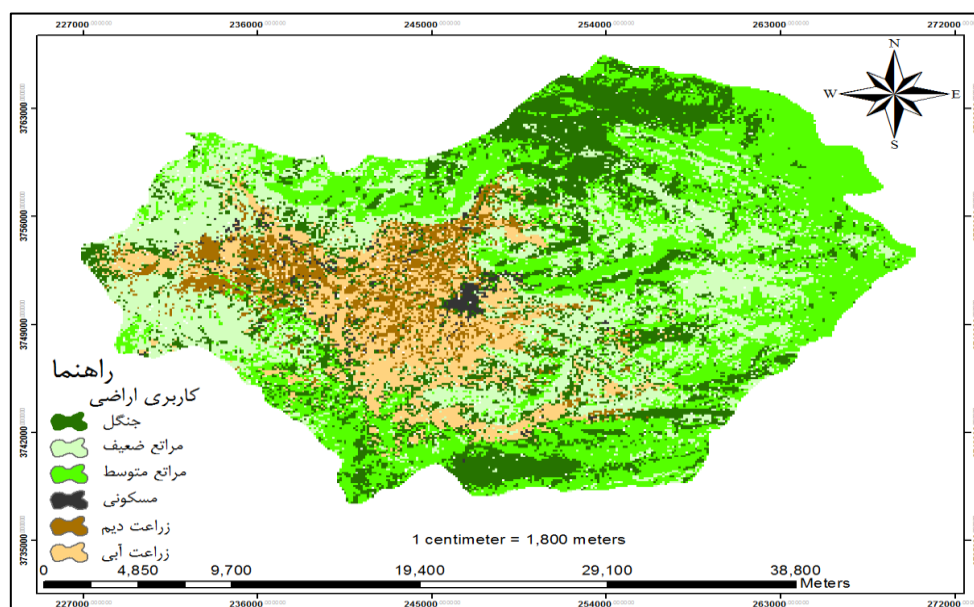 227000 236000 245000 254000 263000 272000
N
W E
S
3763000
3756000
3749000
3742000
3735000
راهنما
کاربری اراضی
جنگل
مراتع ضعیف
مراتع متوسط
مسکونی
زراعت دیم
زراعت آبی
1 centimeter = 1,800 meters
0 4,850 9,700 19,400 29,100 38,800
Meters
227000 236000 245000 254000 263000 272000